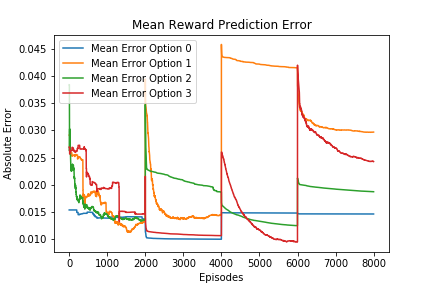 Mean Reward Prediction Error
Absolute Error
0.045
0.040
0.035
0.030
0.025
0.020
0.015
0.010
Mean Error Option 0
Mean Error Option 1
Mean Error Option 2
Mean Error Option 3
0 1000 2000 3000 4000 5000 6000 7000 8000
Episodes